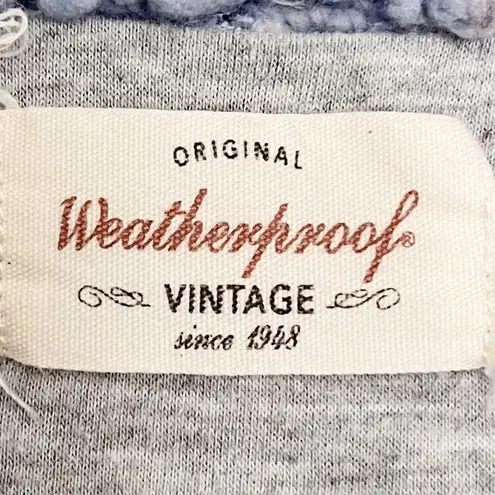 ORIGINAL
Weatherproof®
VINTAGE
since 1948